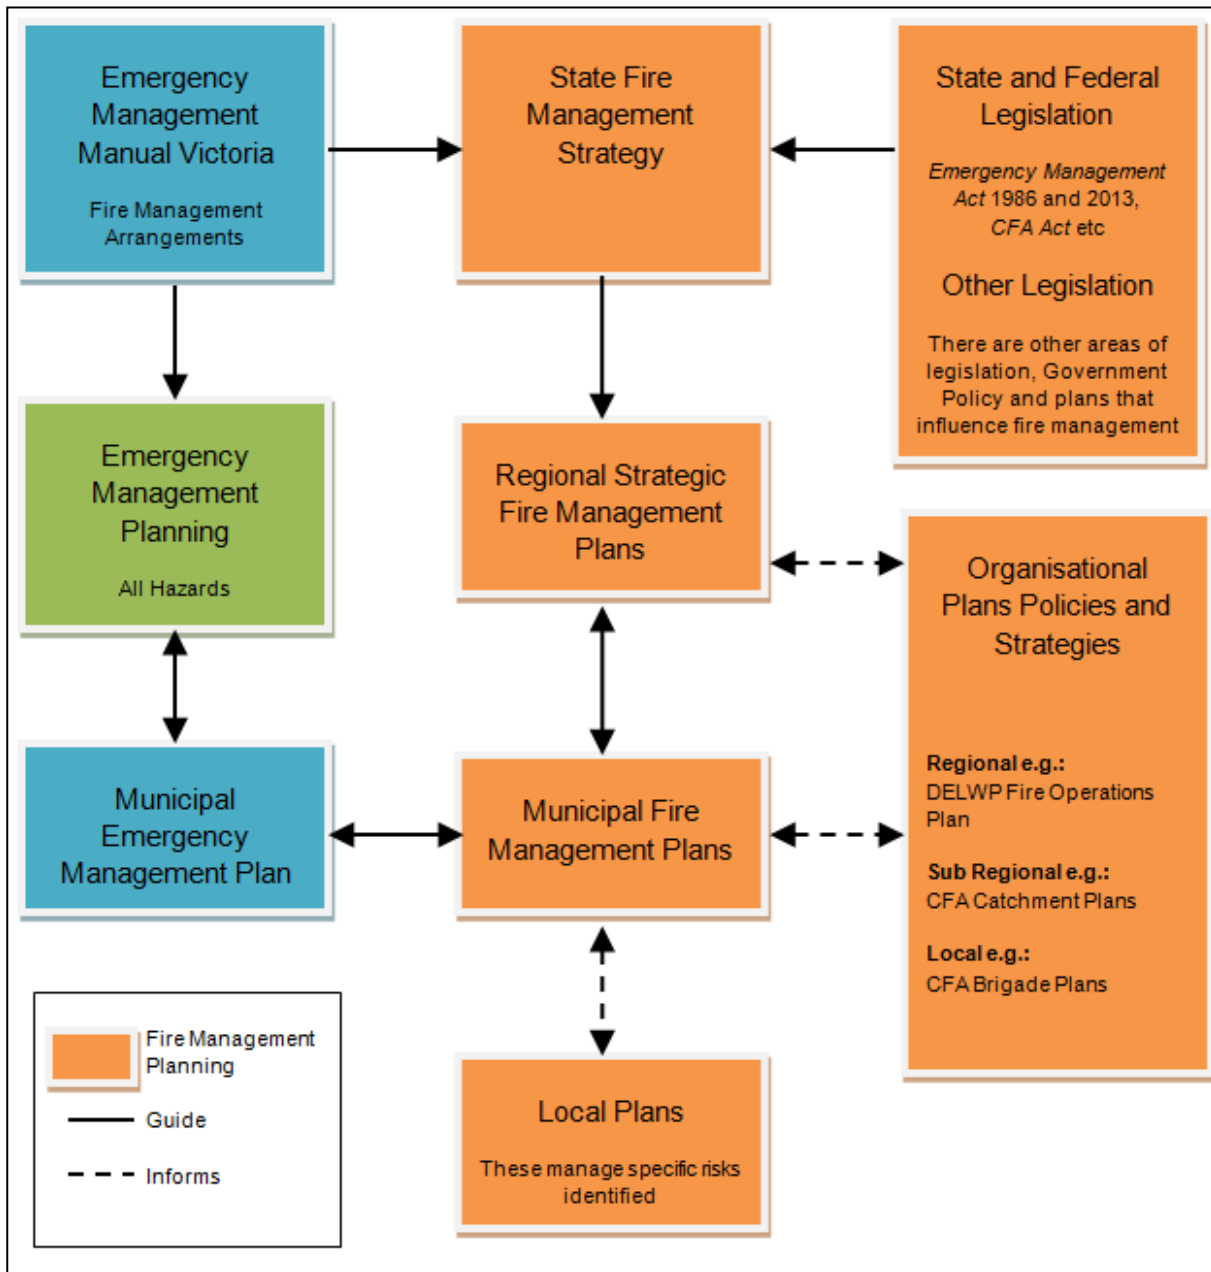 Emergency
Management
Manual Victoria
Fire Management
Arrangements
State Fire
Management
Strategy
State and Federal
Legislation
Emergency Management
Act 1986 and 2013,
CFA Act etc
Other Legislation
There are other areas of
legislation, Government
Policy and plans that
influence fire management
Emergency
Management
Planning
All Hazards
Regional Strategic
Fire Management
Plans
Organisational
Plans Policies and
Strategies
Regional e.g.:
DELWP Fire Operations
Plan
Sub Regional e.g.:
CFA Catchment Plans
Local e.g.:
CFA Brigade Plans
Municipal
Emergency
Management Plan
Municipal Fire
Management Plans
Local Plans
These manage specific risks
identified
Fire Management
Planning
Guide
Informs